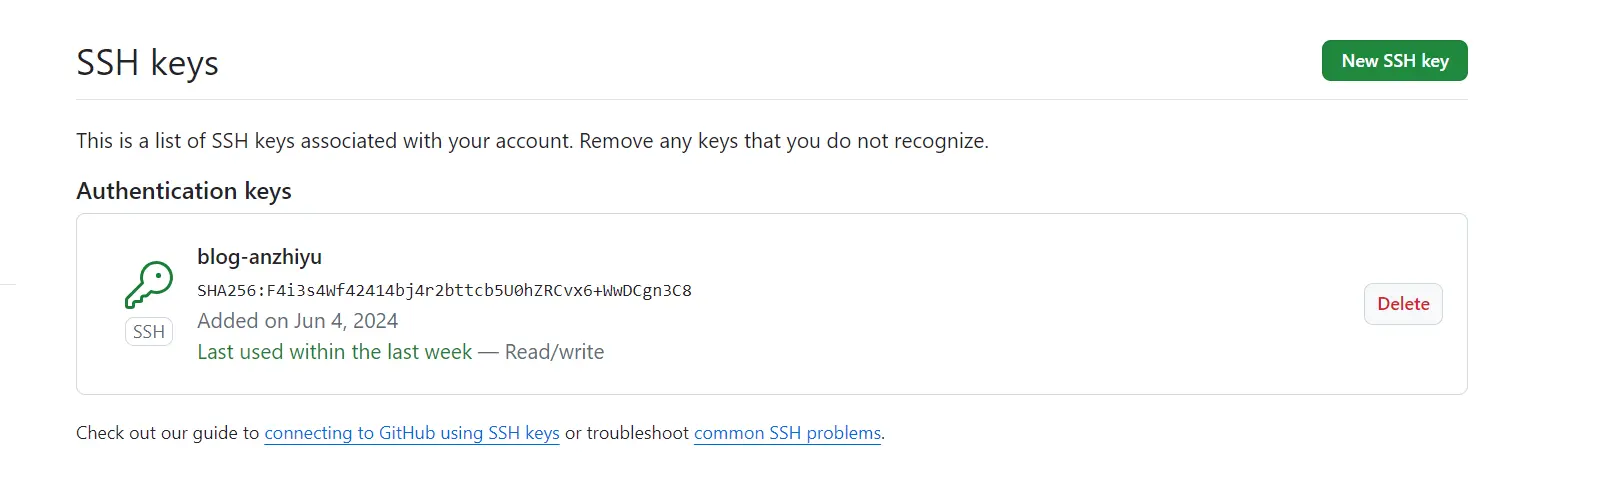 SSH keys
New SSH key
This is a list of SSH keys associated with your account. Remove any keys that you do not recognize.
Authentication keys
blog-anzhiyu
SHA256:F4i3s4Wf42414bj4r2bttcb5U0hZRCvx6+WwDCgn3C8
Added on Jun 4, 2024
Last used within the last week — Read/write
SSH
Delete
Check out our guide to connecting to GitHub using SSH keys or troubleshoot common SSH problems.